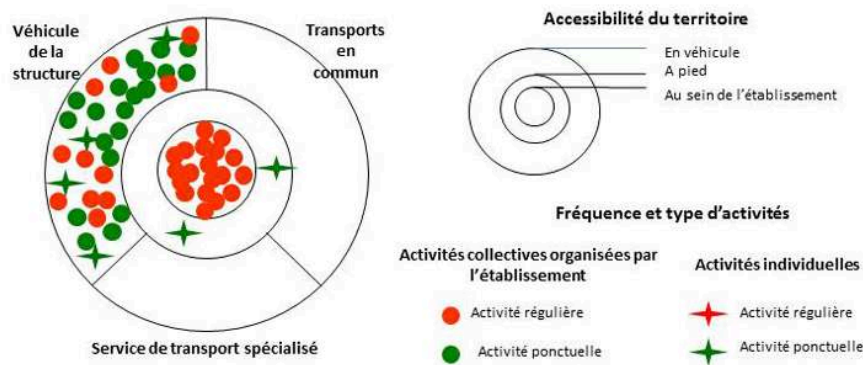 Véhicule
de la
structure
Transports
en
commun
Service de transport spécialisé
Accessibilité du territoire
En véhicule
A pied
Au sein de l'établissement
Fréquence et type d'activités
Activités collectives organisées par
l'établissement
Activité régulière
Activité ponctuelle
Activités individuelles
Activité régulière
Activité ponctuelle